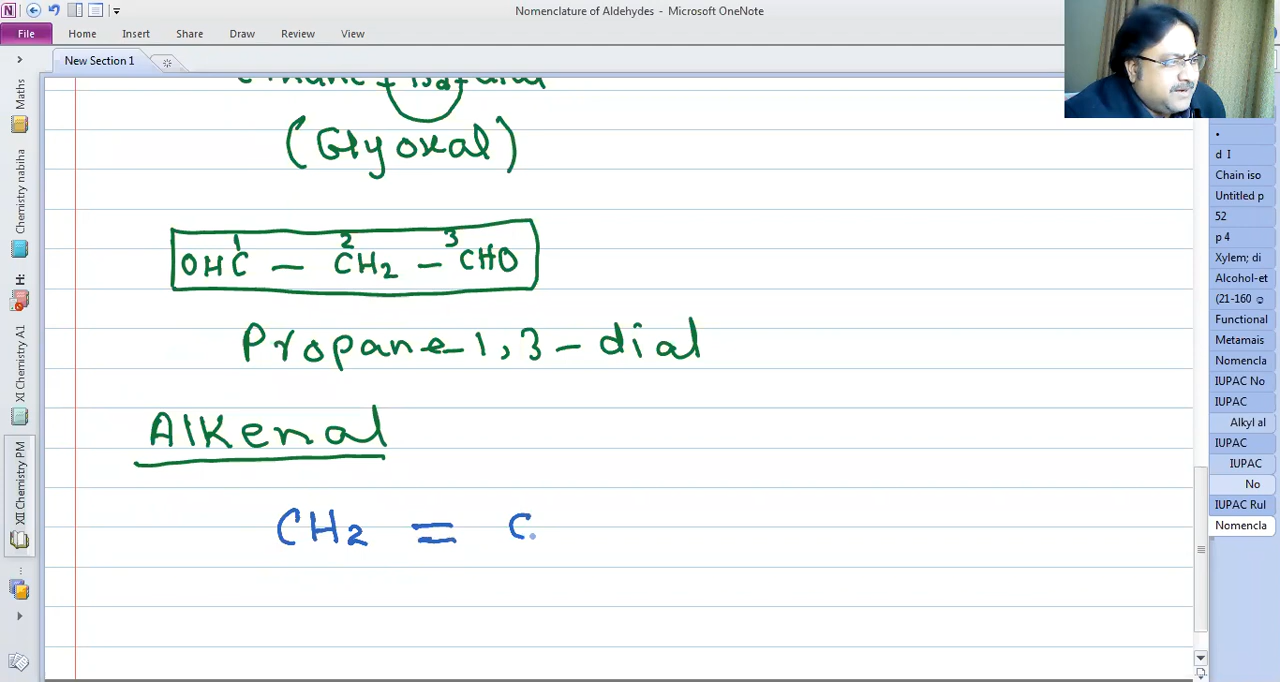 Nomenclature of Aldehydes - Microsoft OneNote
File Home Insert Share Draw Review View
New Section 1
Maths
Chemistry nabiha
H:
XI Chemistry A1
XII Chemistry PM
(Glyoxal)
1 2 3
OHC — CH2 — CHO
Propane-1,3-dial
Alkenal
CH2 = C
d I
Chain iso
Untitled p
52
p 4
Xylem; di
Alcohol-et
(21-160 ☺
Functional
Metamais
Nomencla
IUPAC No
IUPAC
Alkyl al
IUPAC
IUPAC
No
IUPAC Rul
Nomencla